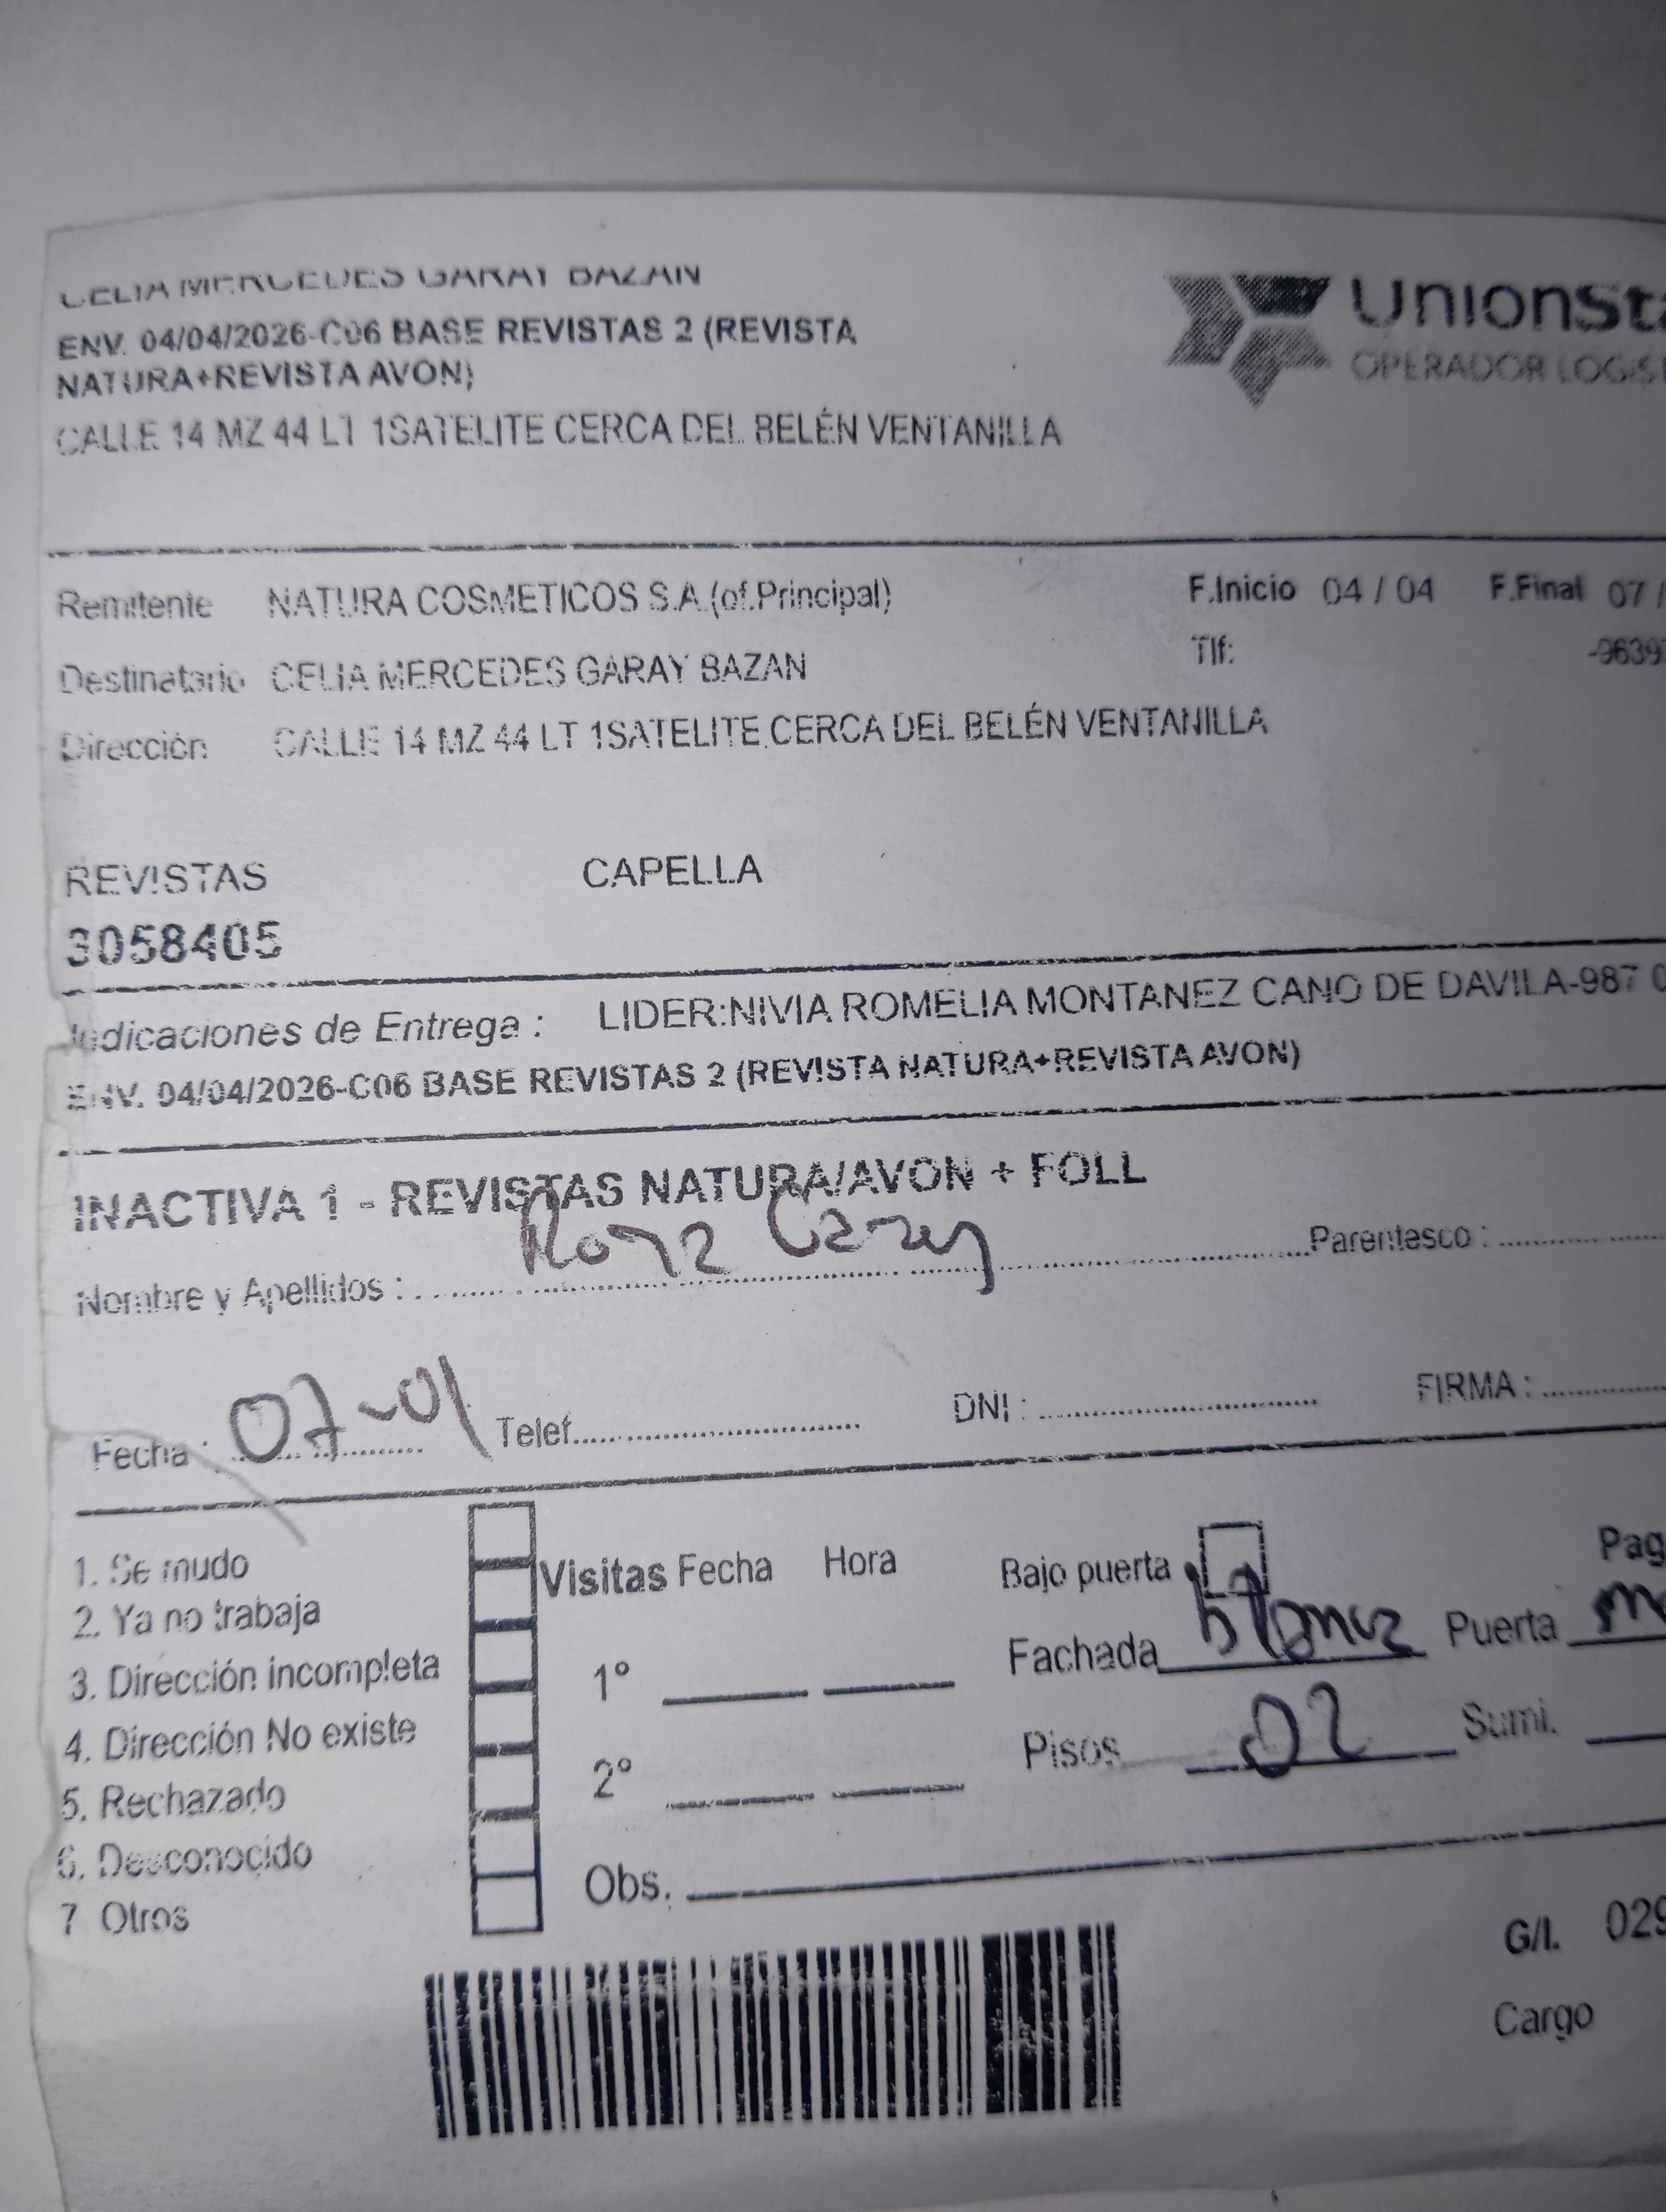 CELIA MERCEDES GARAY BAZAN
ENV. 04/04/2026-C06 BASE REVISTAS 2 (REVISTA
NATURA+REVISTA AVON)
CALLE 14 MZ 44 LT 1SATELITE CERCA DEL BELÉN VENTANILLA
UnionSt
OPERADOR LOGIS
Remitente NATURA COSMETICOS S.A.(of.Principal) F.Inicio 04 / 04 F.Final 07 /
Destinatario CELIA MERCEDES GARAY BAZAN Tlf: -9639
Dirección CALLE 14 MZ 44 LT 1SATELITE CERCA DEL BELÉN VENTANILLA
REVISTAS CAPELLA
3058405
Indicaciones de Entrega : LIDER:NIVIA ROMELIA MONTANEZ CANO DE DAVILA-987 0
ENV. 04/04/2026-C06 BASE REVISTAS 2 (REVISTA NATURA+REVISTA AVON)
INACTIVA 1 - REVISTAS NATURA/AVON + FOLL
Nombre y Apellidos : Parentesco :
Fecha : 07-04 Telef. DNI : FIRMA :
1. Se mudo
2. Ya no trabaja
3. Dirección incompleta
4. Dirección No existe
5. Rechazado
6. Desconocido
7 Otros
Visitas Fecha Hora
1°
2°
Obs.
Bajo puerta Pag
Fachada blanca Puerta m
Pisos 02 Sumi.
G/I. 029
Cargo